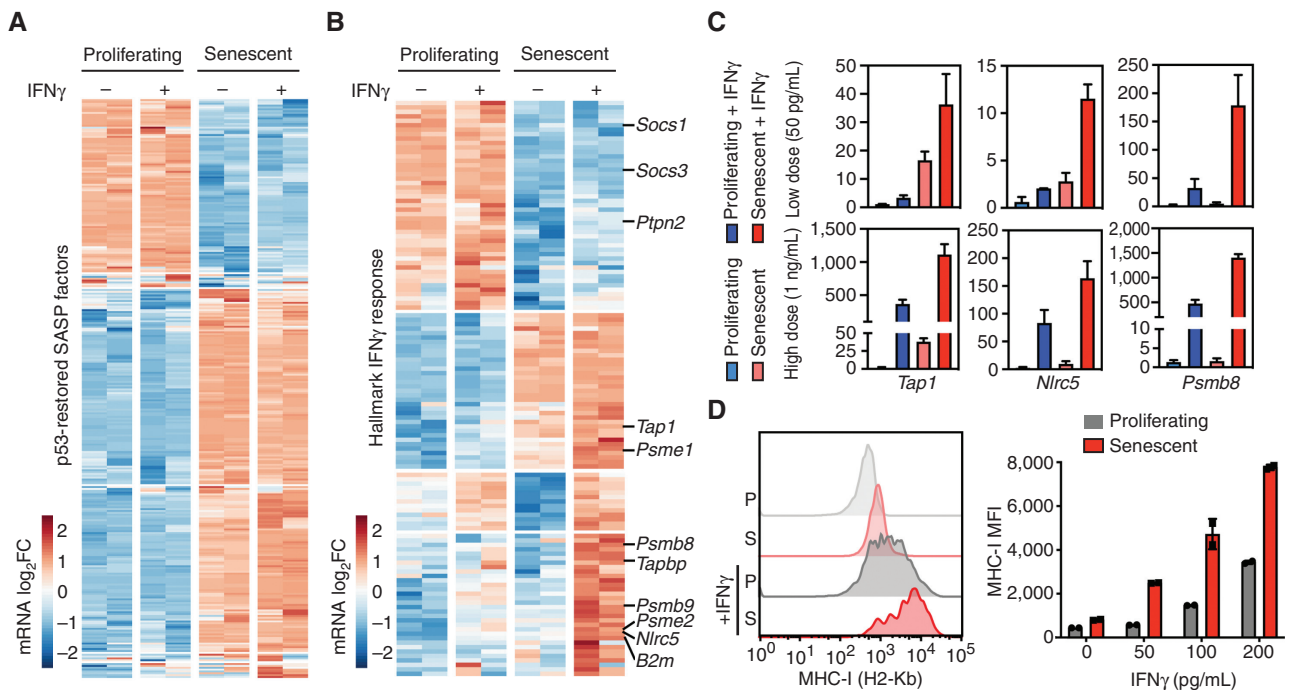 A
Proliferating Senescent
IFNγ − + − +
p53-restored SASP factors
mRNA log2FC
2
1
0
−1
−2
B
Proliferating Senescent
IFNγ − + − +
Hallmark IFNγ response
Socs1
Socs3
Ptpn2
Tap1
Psme1
Psmb8
Tapbp
Psmb9
Psme2
Nlrc5
B2m
mRNA log2FC
2
1
0
−1
−2
C
Proliferating + IFNγ
Senescent + IFNγ
Proliferating
Senescent
Low dose (50 pg/mL)
50
40
30
20
10
0
15
10
5
0
250
200
150
100
50
0
High dose (1 ng/mL)
1,500
1,000
500
50
25
0
Tap1
250
200
150
100
50
0
Nlrc5
2,000
1,500
1,000
500
10
5
0
Psmb8
D
P
S
P
S
+IFNγ
10^0 10^1 10^2 10^3 10^4 10^5
MHC-I (H2-Kb)
Proliferating
Senescent
MHC-I MFI
8,000
6,000
4,000
2,000
0
0 50 100 200
IFNγ (pg/mL)